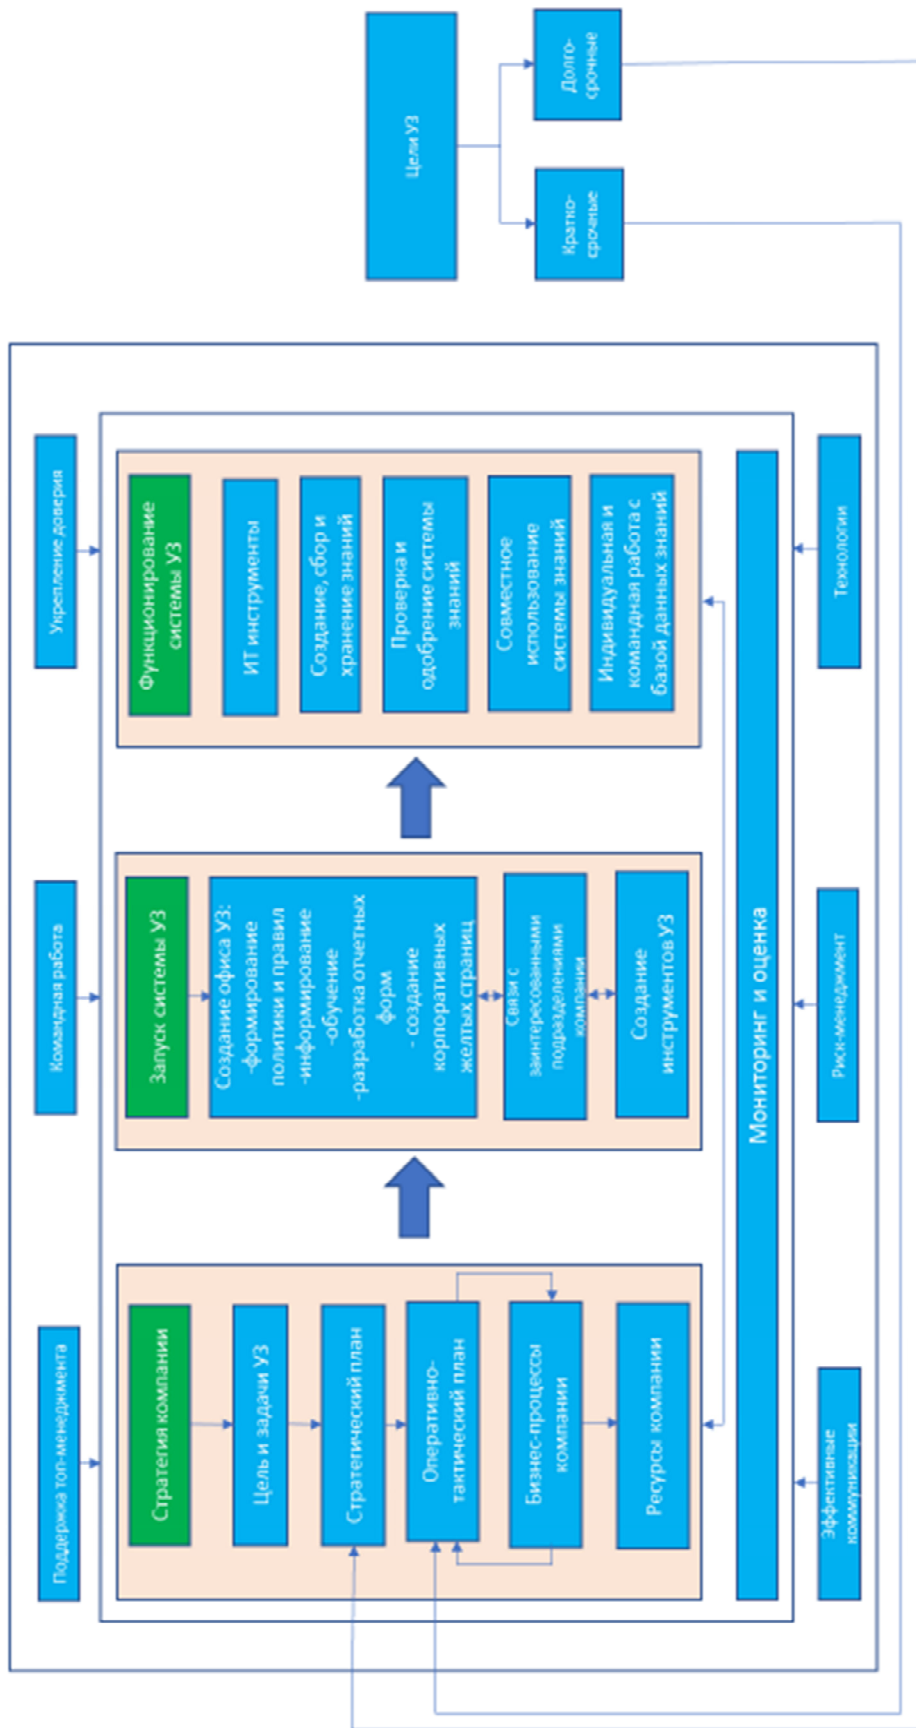 Поддержка топ-менеджмента
Командная работа
Укрепление доверия
Стратегия компании
Цель и задачи УЗ
Стратегический план
Оперативно-
тактический план
Бизнес-процессы
компании
Ресурсы компании
Запуск системы УЗ
Создание офиса УЗ:
-формирование
политики и правил
-информирование
-обучение
-разработка отчетных
форм
- создание
корпоративных
желтых страниц
Связи с
заинтересованными
подразделениями
компании
Создание
инструментов УЗ
Функционирование
системы УЗ
ИТ инструменты
Создание, сбор и
хранение знаний
Проверка и
одобрение системы
знаний
Совместное
использование
системы знаний
Индивидуальная и
командная работа с
базой данных знаний
Мониторинг и оценка
Эффективные
коммуникации
Риск-менеджмент
Технологии
Цели УЗ
Кратко-
срочные
Долго-
срочные